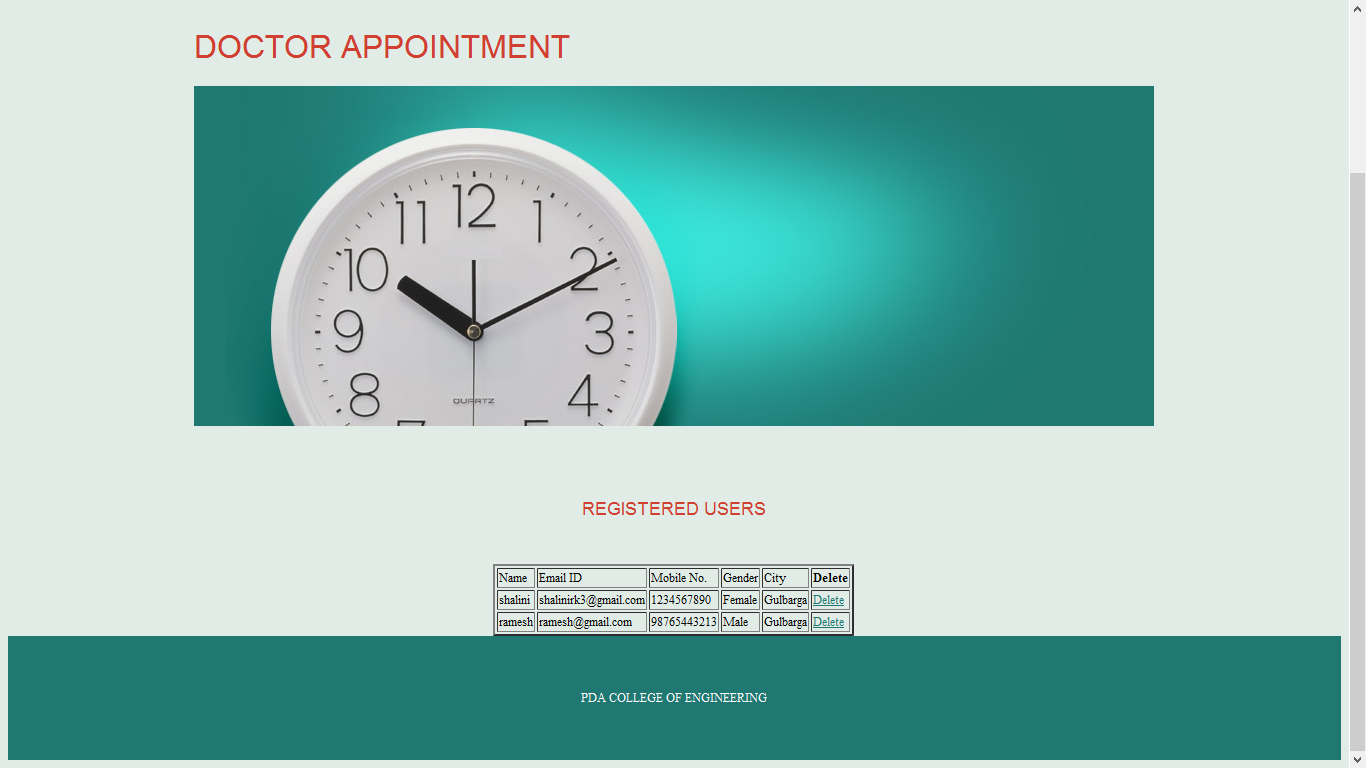 DOCTOR APPOINTMENT
12
11 1
10 2
9 3
8 4
7 5
QUARTZ
REGISTERED USERS
Name Email ID Mobile No. Gender City Delete
shalini shalinirk3@gmail.com 1234567890 Female Gulbarga Delete
ramesh ramesh@gmail.com 98765443213 Male Gulbarga Delete
PDA COLLEGE OF ENGINEERING